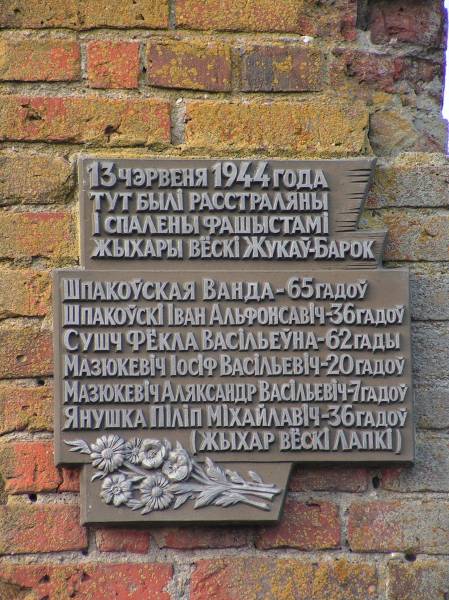 13 чэрвеня 1944 года
тут былі расстраляны
і спалены фашыстамі
жыхары вёскі Жукаў-Барок
Шпакоўская Ванда-65 гадоў
Шпакоўскі Іван Альфонсавіч-36 гадоў
Сушч Фёкла Васільеўна-62 гады
Мазюкевіч Іосіф Васільевіч-20 гадоў
Мазюкевіч Аляксандр Васільевіч-7 гадоў
Янушка Піліп Міхайлавіч-36 гадоў
(жыхар вёскі Лапкі)